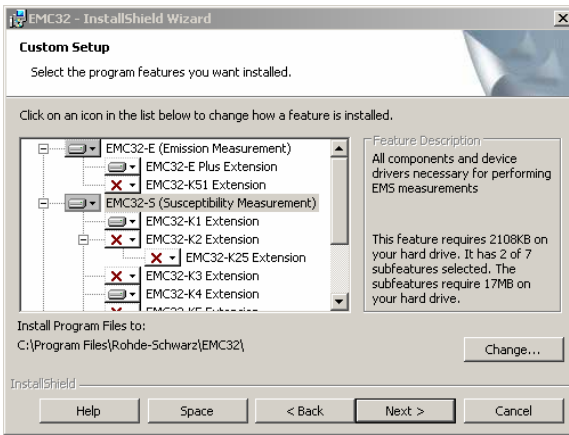 EMC32 - InstallShield Wizard
Custom Setup
Select the program features you want installed.
Click on an icon in the list below to change how a feature is installed.
EMC32-E (Emission Measurement)
EMC32-E Plus Extension
EMC32-K51 Extension
EMC32-S (Susceptibility Measurement)
EMC32-K1 Extension
EMC32-K2 Extension
EMC32-K25 Extension
EMC32-K3 Extension
EMC32-K4 Extension
EMC32-K5 Extension
Feature Description
All components and device
drivers necessary for performing
EMS measurements
This feature requires 2108KB on
your hard drive. It has 2 of 7
subfeatures selected. The
subfeatures require 17MB on
your hard drive.
Install Program Files to:
C:\Program Files\Rohde-Schwarz\EMC32\
Change...
InstallShield
Help
Space
< Back
Next >
Cancel